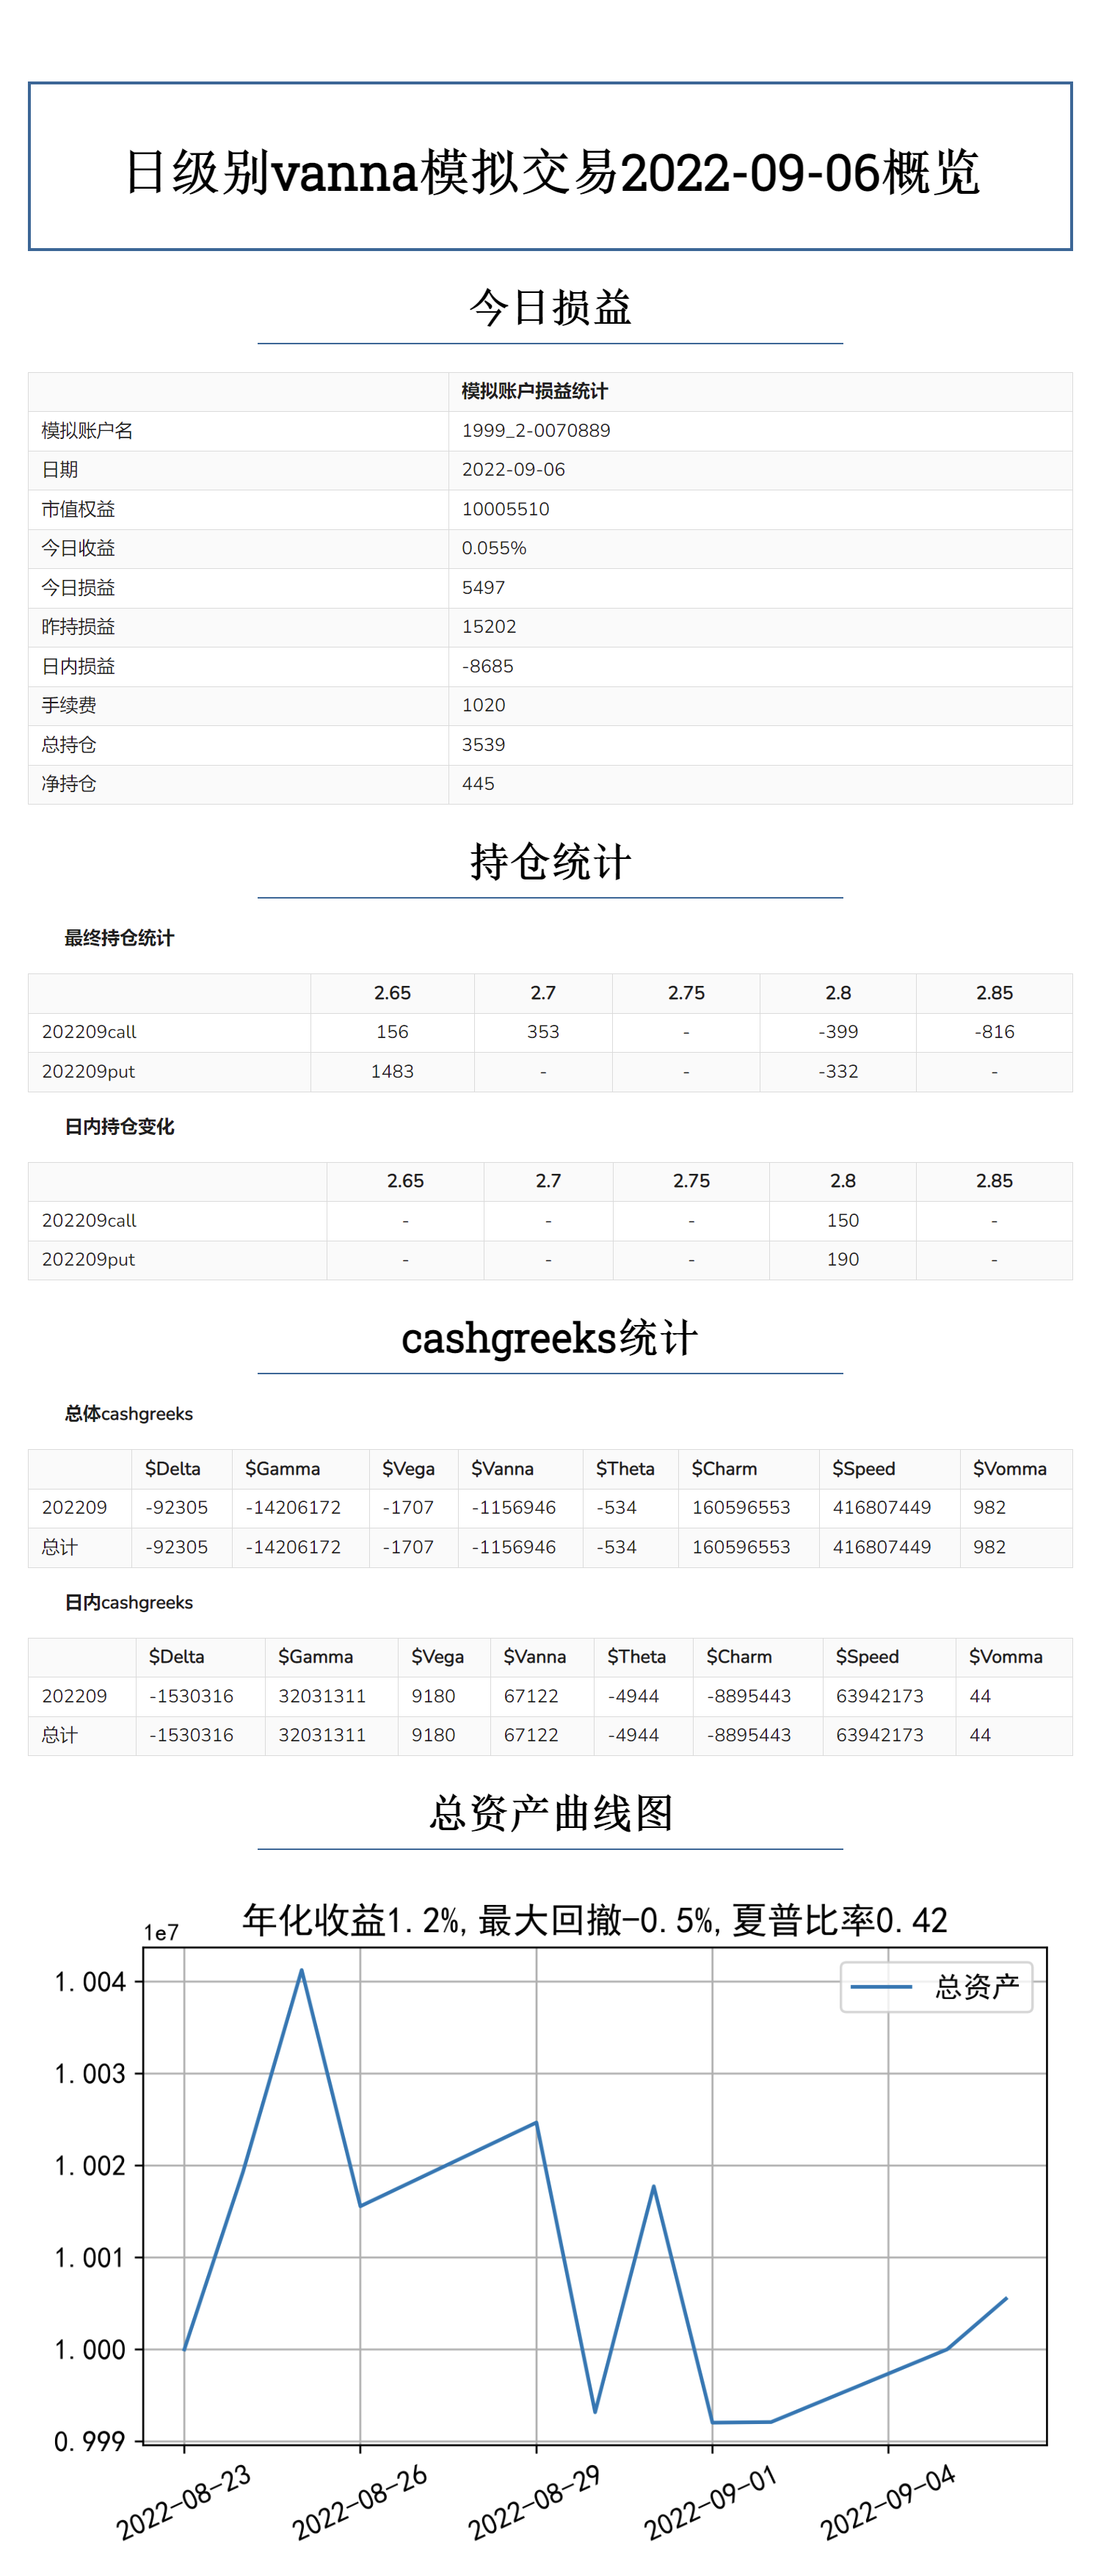 日级别vanna模拟交易2022-09-06概览
今日损益
模拟账户损益统计
模拟账户名 1999_2-0070889
日期 2022-09-06
市值权益 10005510
今日收益 0.055%
今日损益 5497
昨持损益 15202
日内损益 -8685
手续费 1020
总持仓 3539
净持仓 445
持仓统计
最终持仓统计
2.65 2.7 2.75 2.8 2.85
202209call 156 353 - -399 -816
202209put 1483 - - -332 -
日内持仓变化
2.65 2.7 2.75 2.8 2.85
202209call - - - 150 -
202209put - - - 190 -
cashgreeks统计
总体cashgreeks
$Delta $Gamma $Vega $Vanna $Theta $Charm $Speed $Vomma
202209 -92305 -14206172 -1707 -1156946 -534 160596553 416807449 982
总计 -92305 -14206172 -1707 -1156946 -534 160596553 416807449 982
日内cashgreeks
$Delta $Gamma $Vega $Vanna $Theta $Charm $Speed $Vomma
202209 -1530316 32031311 9180 67122 -4944 -8895443 63942173 44
总计 -1530316 32031311 9180 67122 -4944 -8895443 63942173 44
总资产曲线图
年化收益1.2%,最大回撤-0.5%,夏普比率0.42
1e7
总资产
1.004
1.003
1.002
1.001
1.000
0.999
2022-08-23 2022-08-26 2022-08-29 2022-09-01 2022-09-04